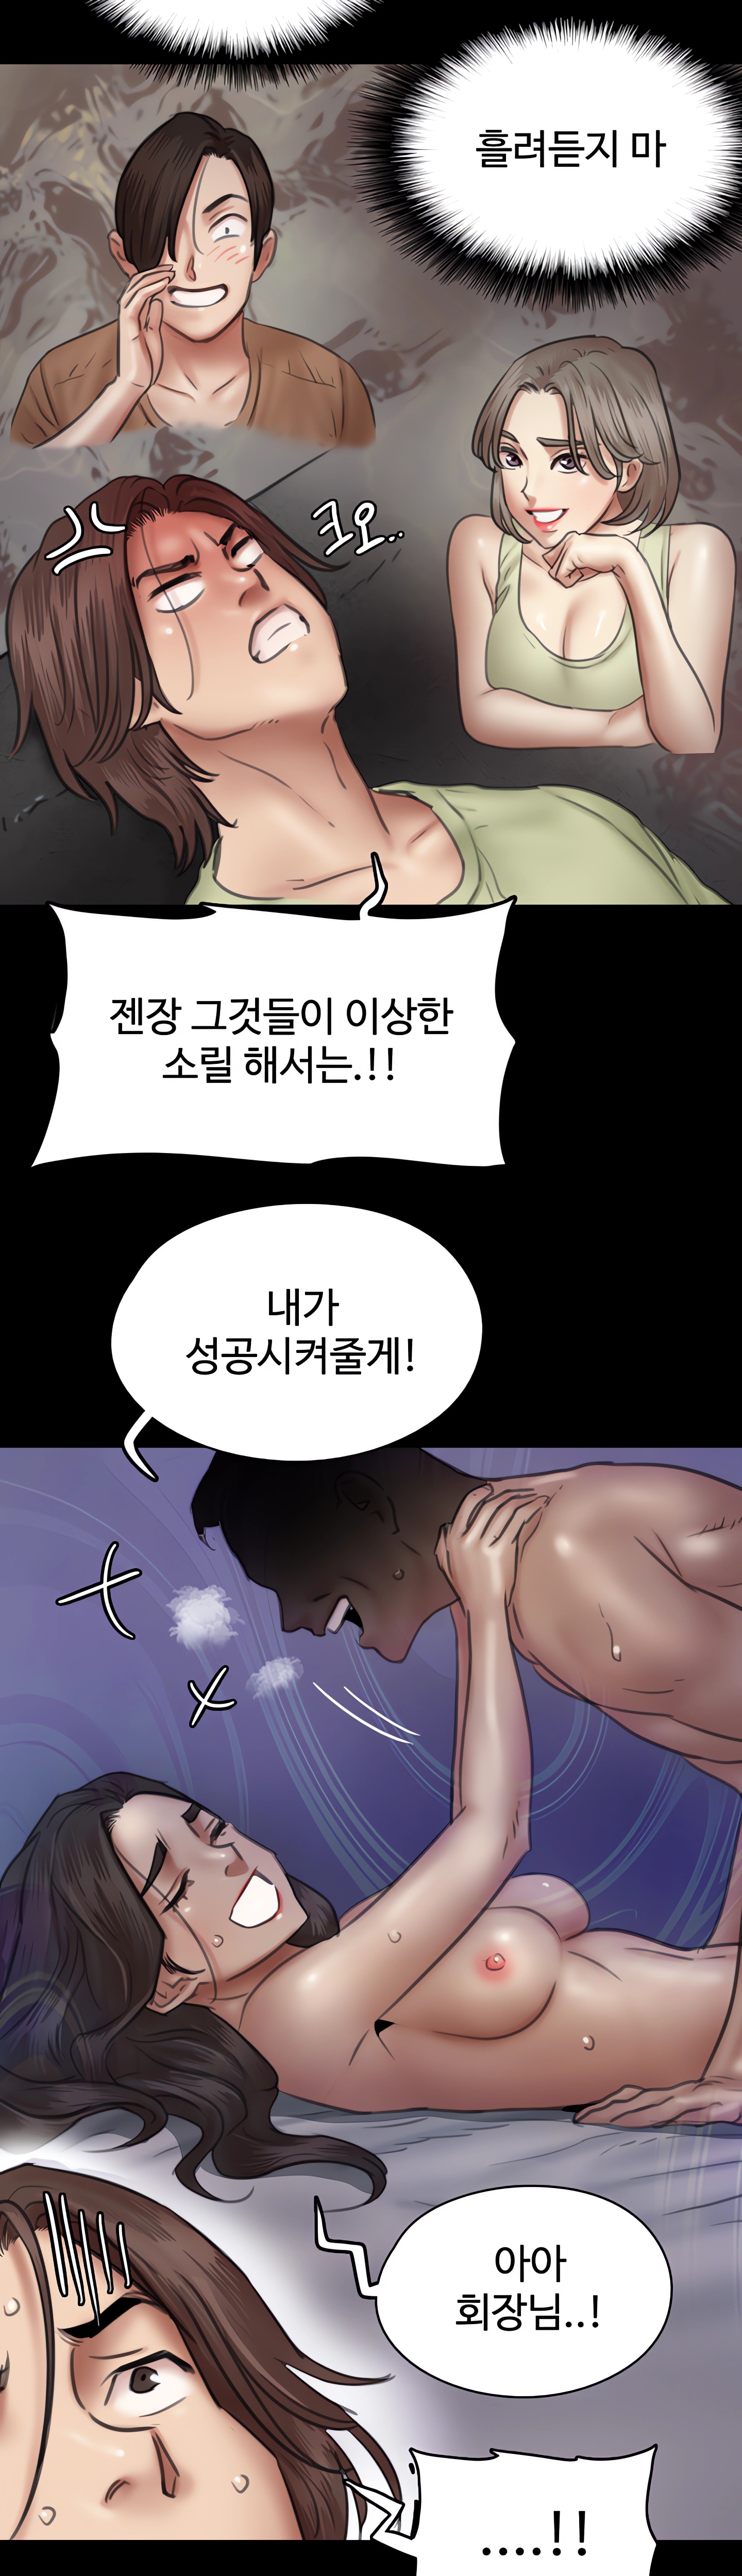 흘려듣지 마
크오..
젠장 그것들이 이상한
소릴 해서는.!!
내가
성공시켜줄게!
아아
회장님..!
....!!